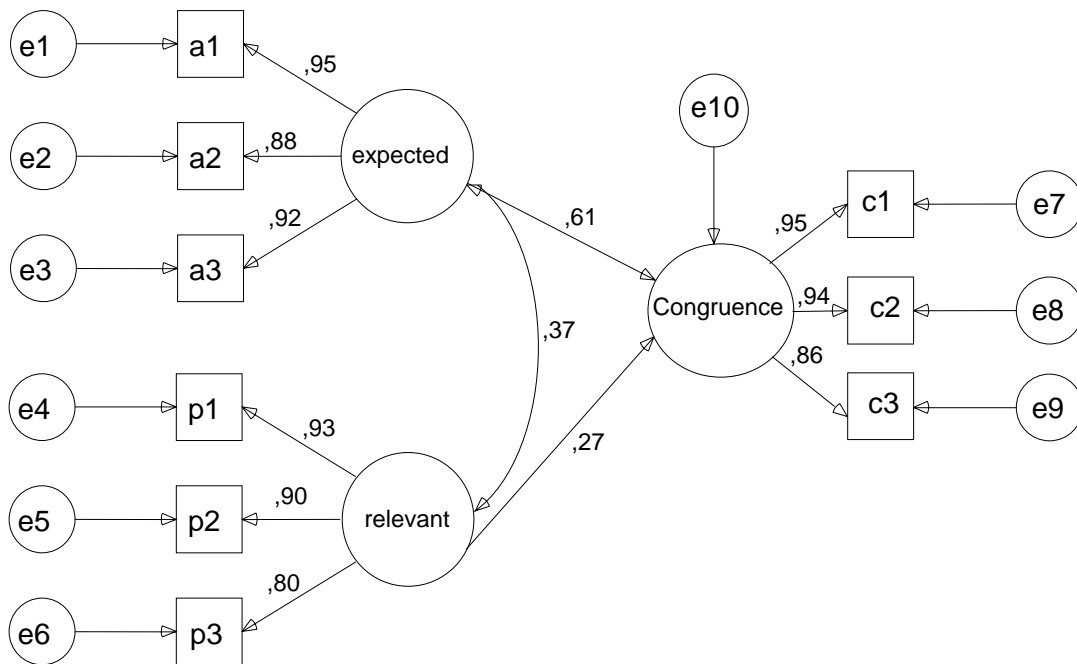 e1
a1
,95
e2
a2
,88
expected
e3
a3
,92
e10
,61
,95
c1
e7
Congruence
,94
c2
e8
,37
,86
c3
e9
e4
p1
,93
,27
e5
p2
,90
relevant
e6
p3
,80